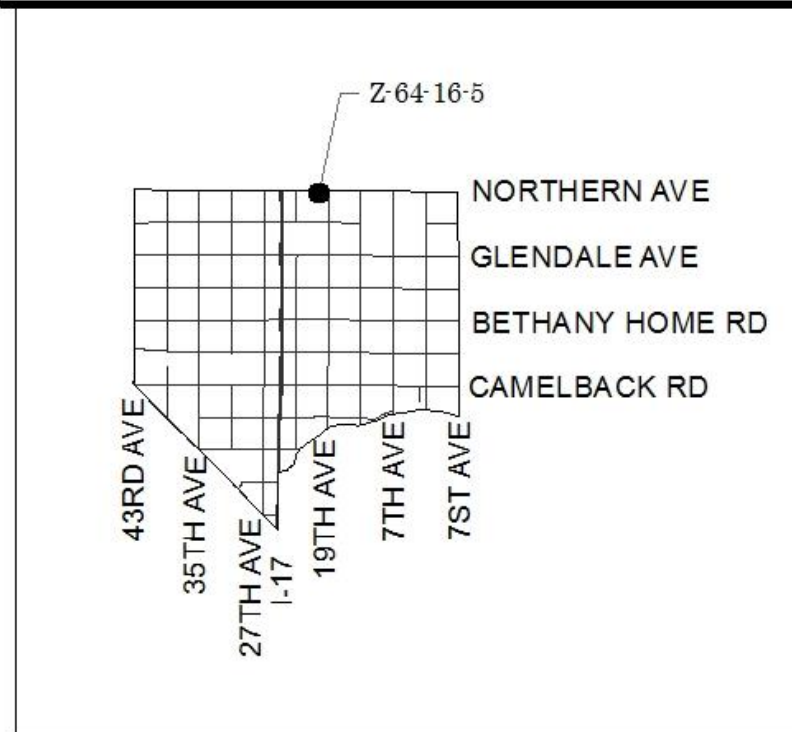 Z-64-16-5
NORTHERN AVE
GLENDALE AVE
BETHANY HOME RD
CAMELBACK RD
43RD AVE
35TH AVE
27TH AVE
I-17
19TH AVE
7TH AVE
7ST AVE